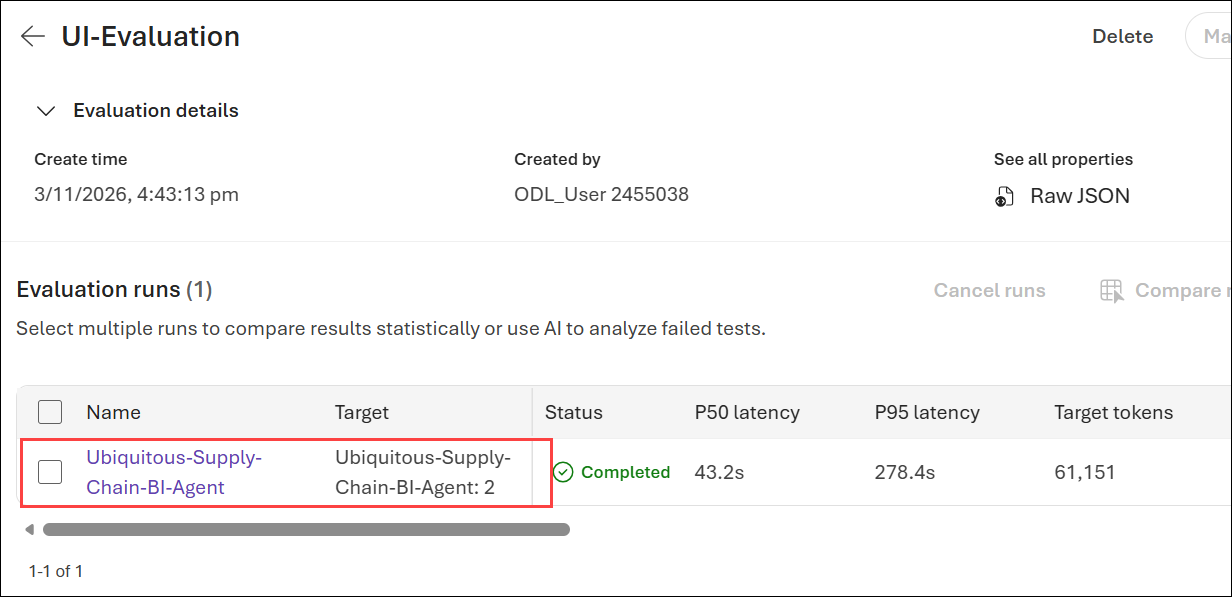 UI-Evaluation
Delete
Ma
Evaluation details
Create time
Created by
See all properties
3/11/2026, 4:43:13 pm
ODL_User 2455038
Raw JSON
Evaluation runs (1)
Cancel runs
Compare r
Select multiple runs to compare results statistically or use AI to analyze failed tests.
Name
Target
Status
P50 latency
P95 latency
Target tokens
Ubiquitous-Supply-
Chain-BI-Agent
Ubiquitous-Supply-
Chain-BI-Agent: 2
Completed
43.2s
278.4s
61,151
1-1 of 1